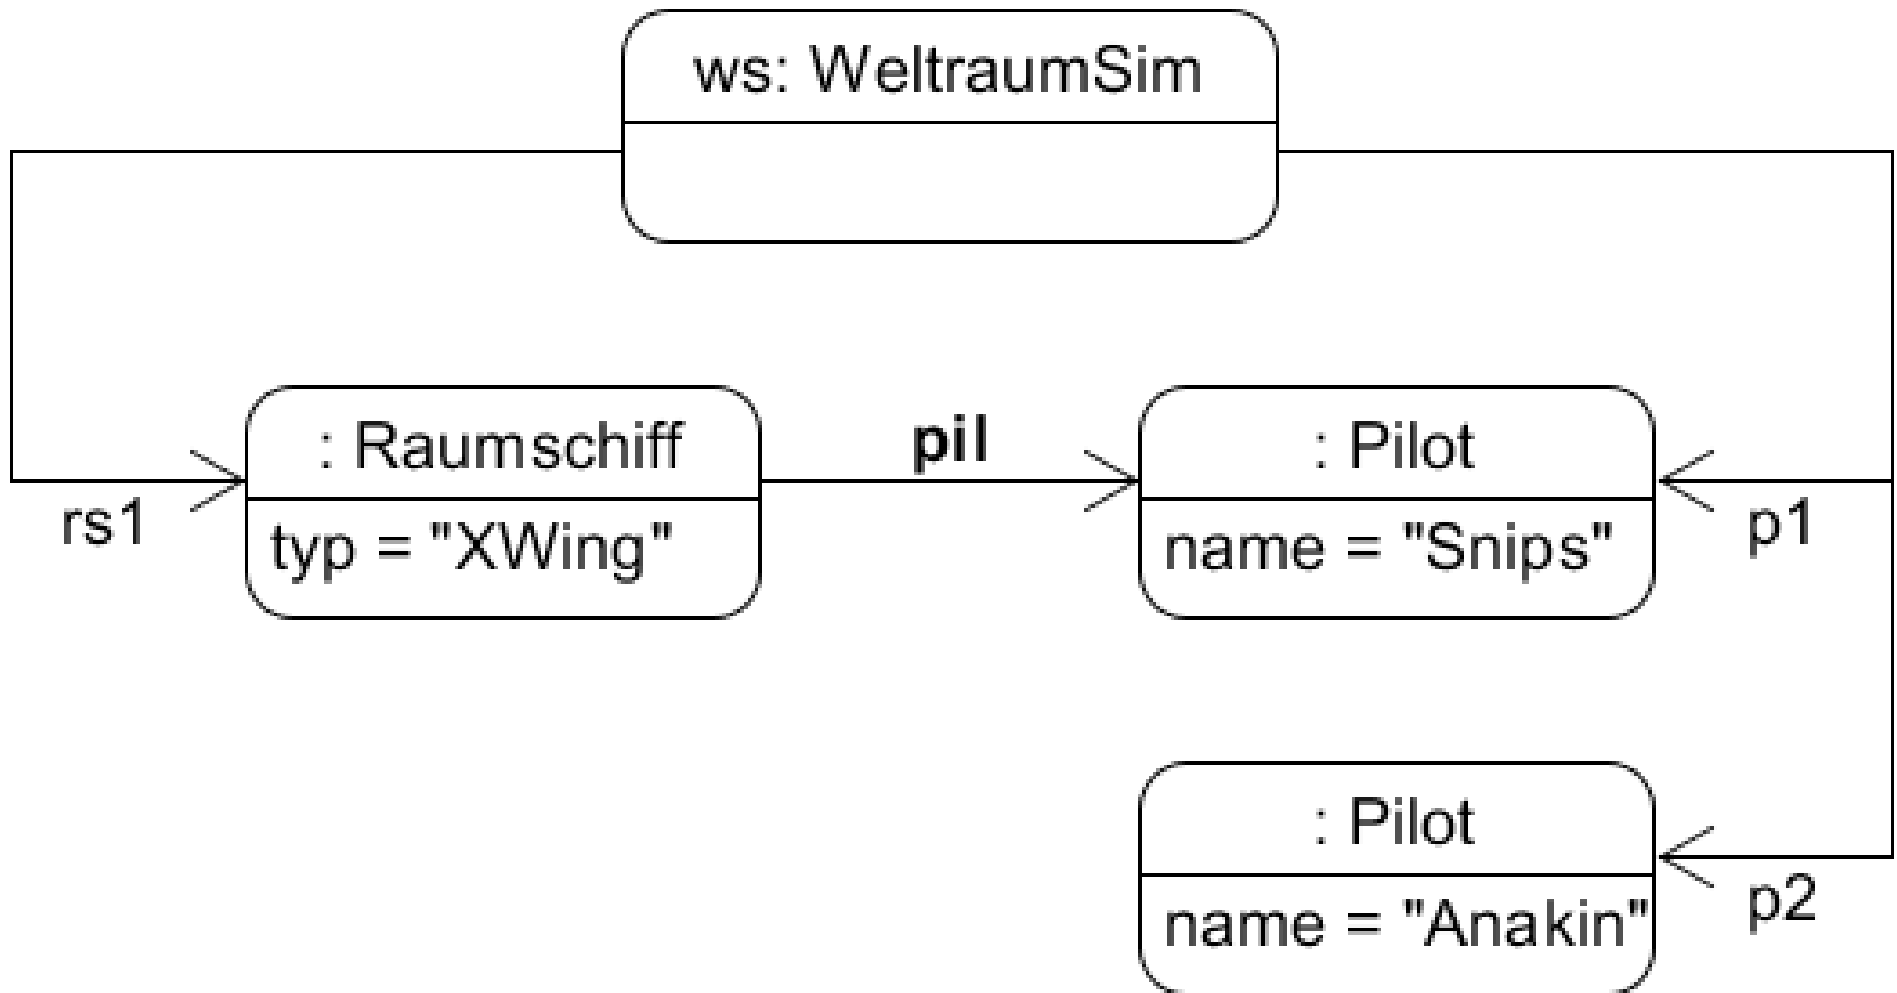 ws: WeltraumSim
: Raumschiff
pil
: Pilot
rs1
typ = "XWing"
name = "Snips"
p1
: Pilot
name = "Anakin"
p2